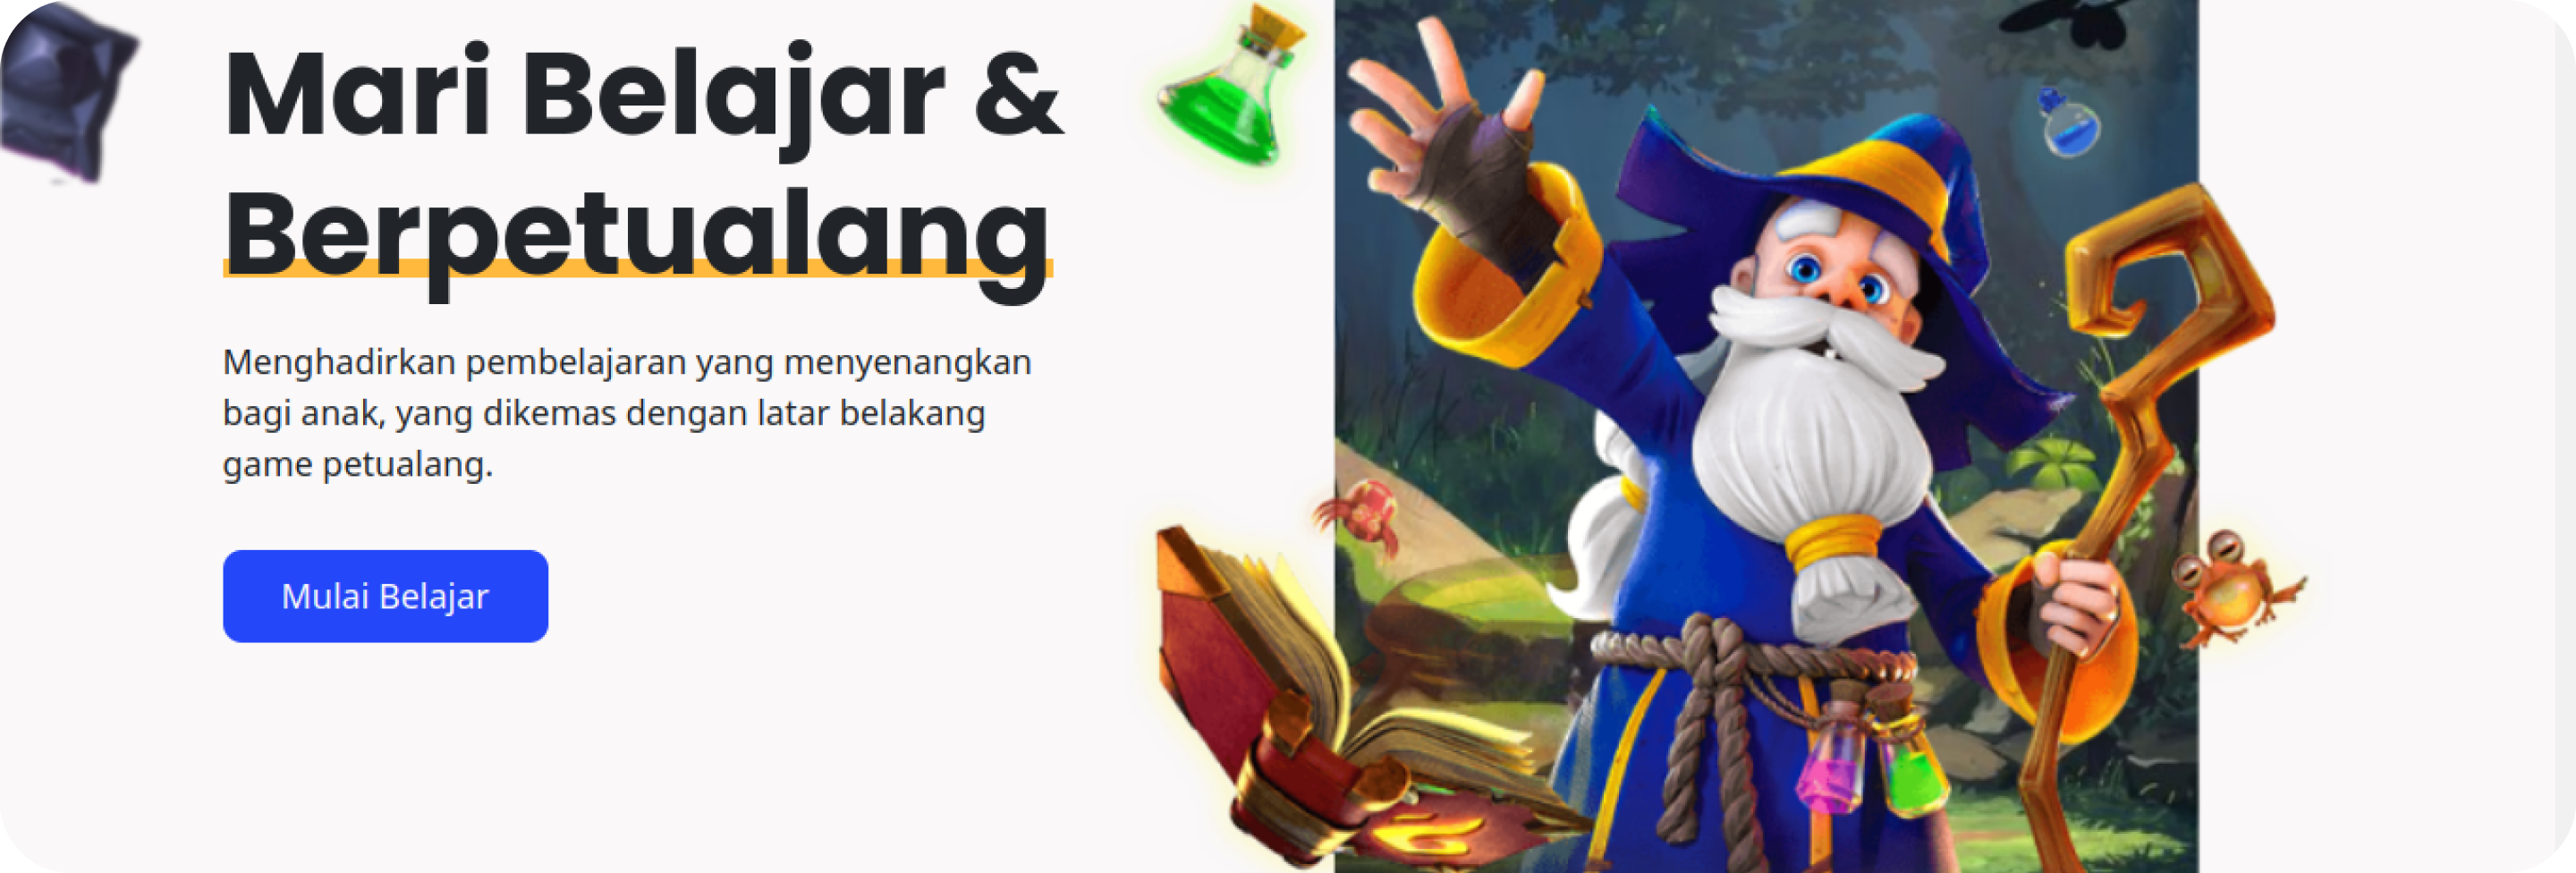 Mari Belajar &
Berpetualang
Menghadirkan pembelajaran yang menyenangkan
bagi anak, yang dikemas dengan latar belakang
game petualang.
Mulai Belajar